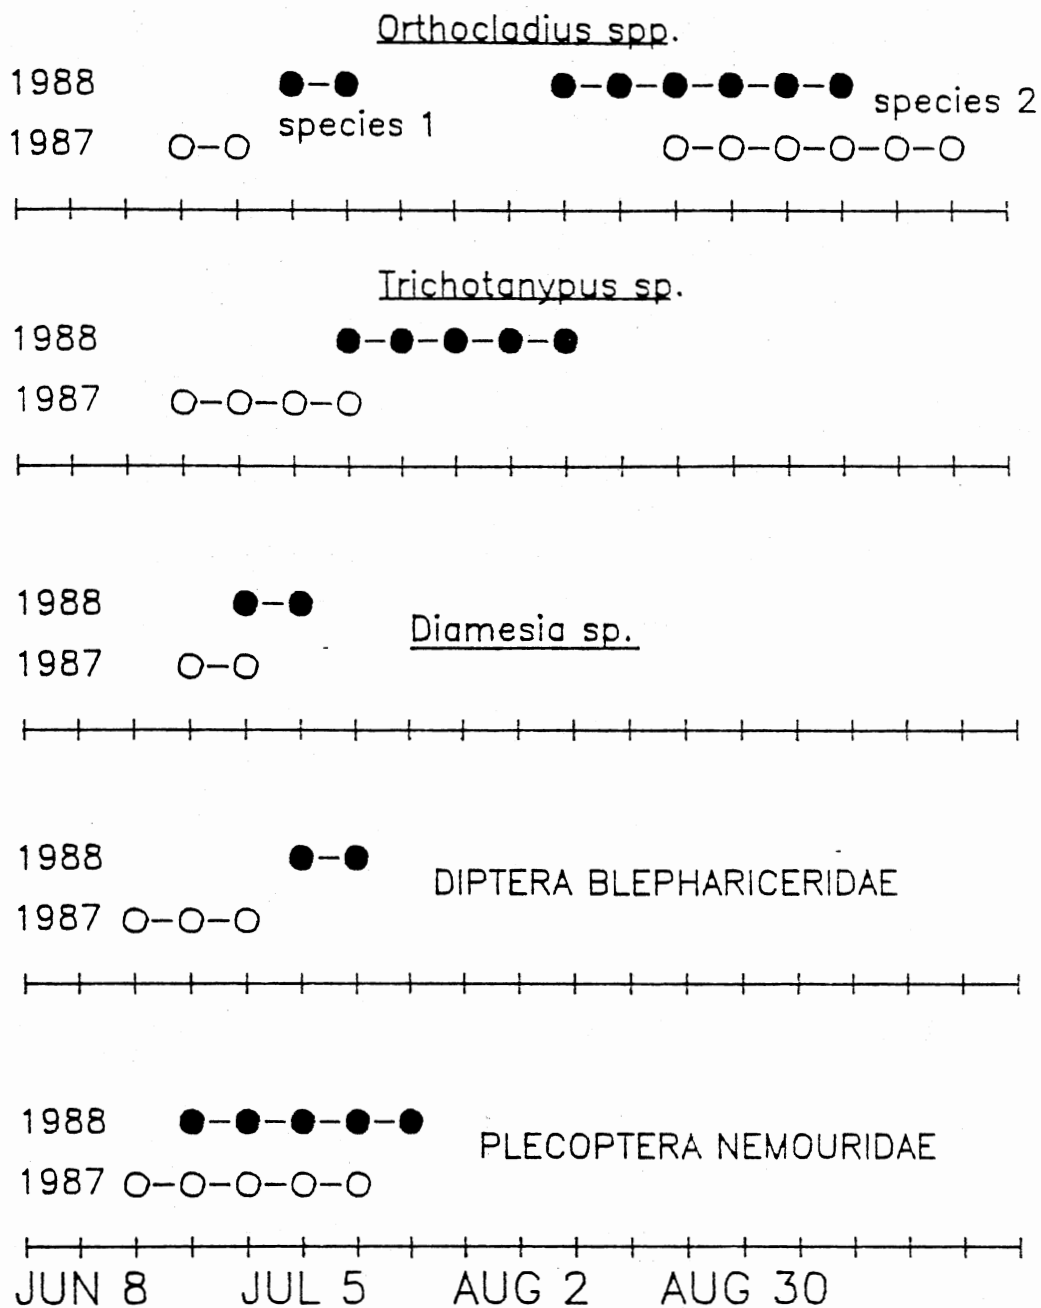 Orthocladius spp.
1988
species 1
species 2
1987
Trichotanypus sp.
1988
1987
1988
Diamesia sp.
1987
1988
DIPTERA BLEPHARICERIDAE
1987
1988
PLECOPTERA NEMOURIDAE
1987
JUN 8 JUL 5 AUG 2 AUG 30